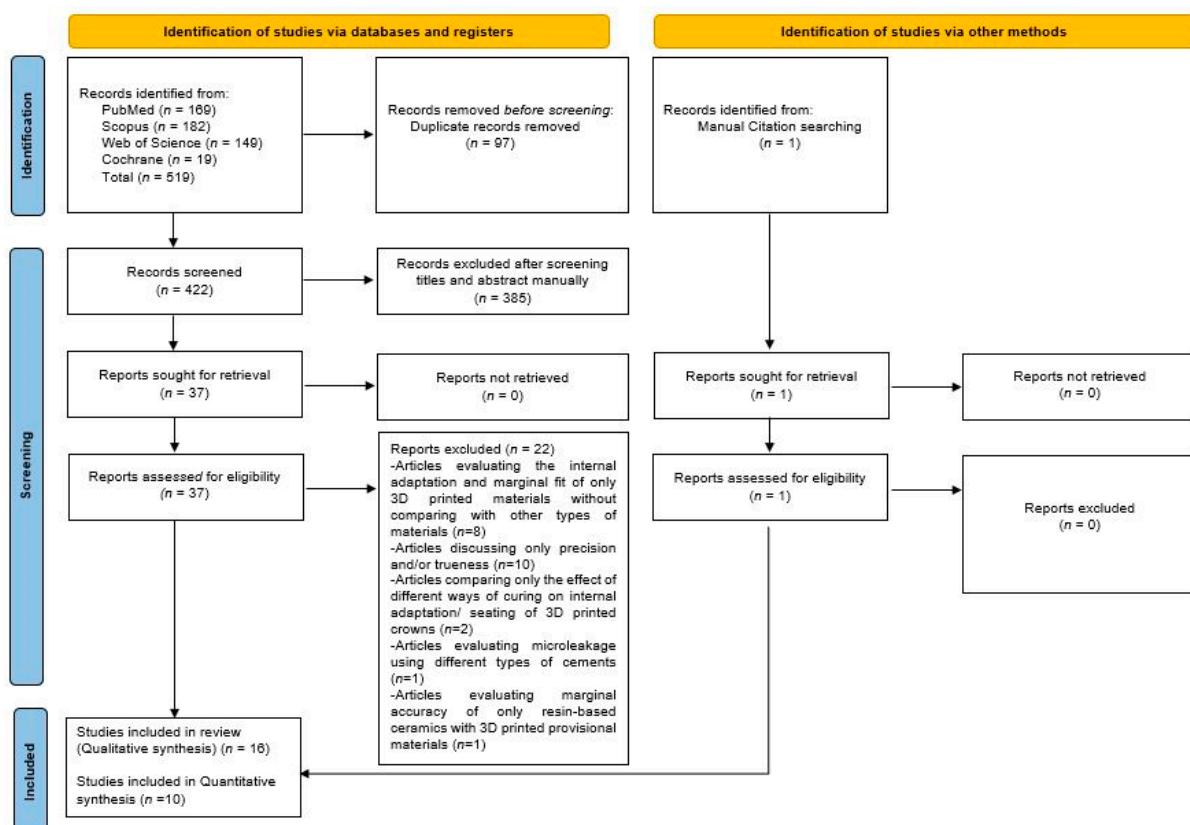 Identification of studies via databases and registers
Identification of studies via other methods
Identification
Records identified from:
PubMed (n = 169)
Scopus (n = 182)
Web of Science (n = 149)
Cochrane (n = 19)
Total (n = 519)
Records removed before screening:
Duplicate records removed
(n = 97)
Records identified from:
Manual Citation searching
(n = 1)
Screening
Records screened
(n = 422)
Records excluded after screening
titles and abstract manually
(n = 385)
Reports sought for retrieval
(n = 37)
Reports not retrieved
(n = 0)
Reports sought for retrieval
(n = 1)
Reports not retrieved
(n = 0)
Reports assessed for eligibility
(n = 37)
Reports excluded (n = 22)
-Articles evaluating the internal
adaptation and marginal fit of only
3D printed materials without
comparing with other types of
materials (n=8)
-Articles discussing only precision
and/or trueness (n=10)
-Articles comparing only the effect of
different ways of curing on internal
adaptation/ seating of 3D printed
crowns (n=2)
-Articles evaluating microleakage
using different types of cements
(n=1)
-Articles evaluating marginal
accuracy of only resin-based
ceramics with 3D printed provisional
materials (n=1)
Reports assessed for eligibility
(n = 1)
Reports excluded
(n = 0)
Included
Studies included in review
(Qualitative synthesis) (n = 16)
Studies included in Quantitative
synthesis (n =10)